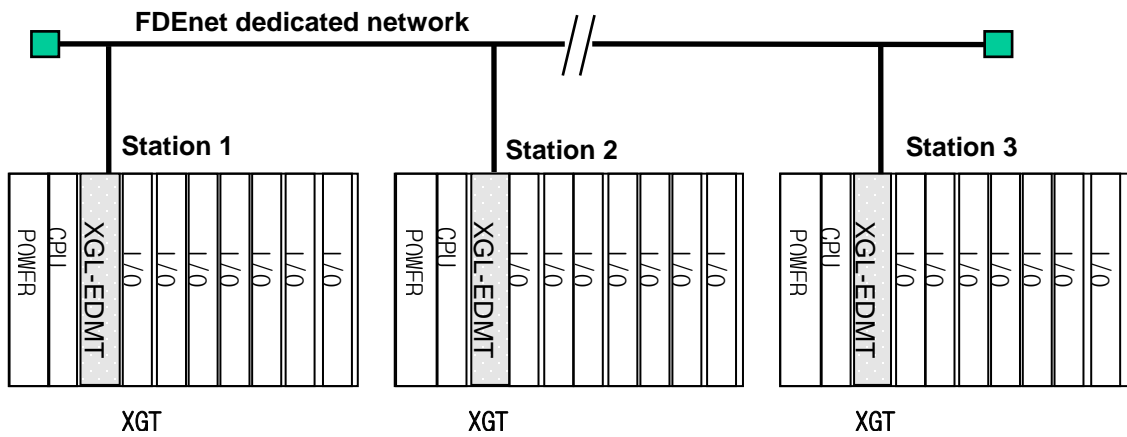 FDEnet dedicated network
Station 1
Station 2
Station 3
POWER
CPU
XGL-EDMT
I/O
I/O
I/O
I/O
I/O
I/O
I/O
POWER
CPU
XGL-EDMT
I/O
I/O
I/O
I/O
I/O
I/O
I/O
POWER
CPU
XGL-EDMT
I/O
I/O
I/O
I/O
I/O
I/O
I/O
XGT
XGT
XGT